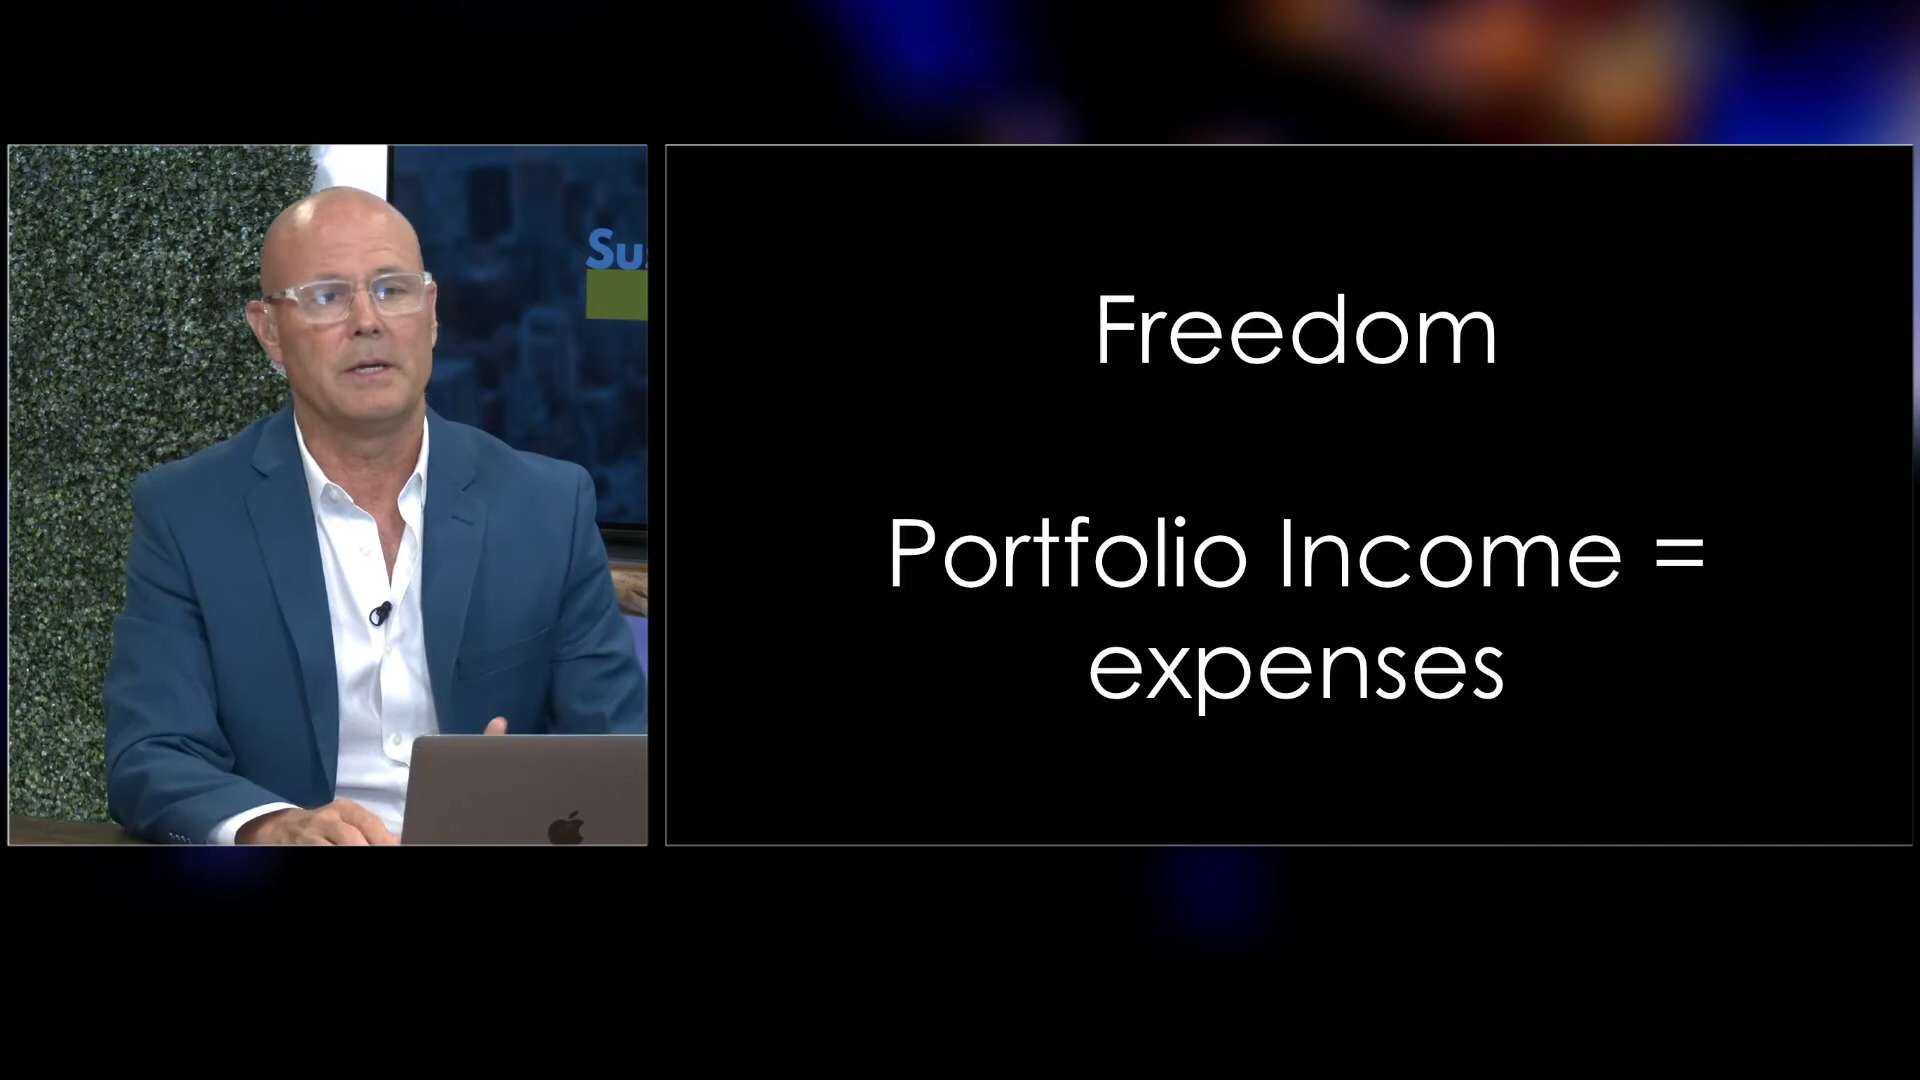 Freedom
Portfolio Income =
expenses